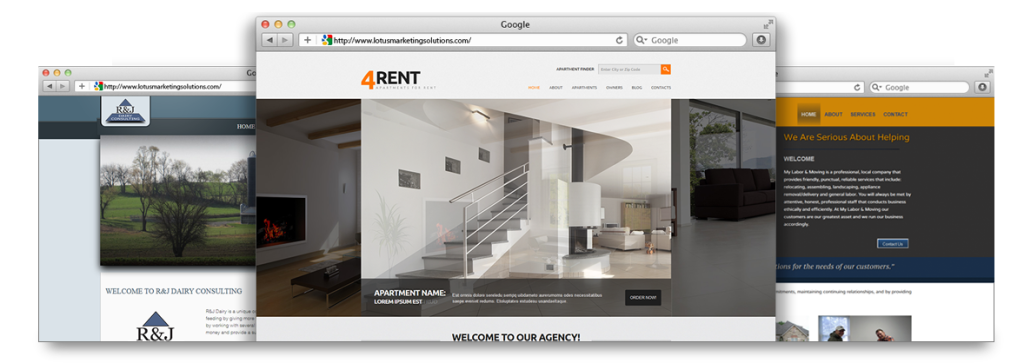 Google
http://www.lotusmarketingsolutions.com/
Google
4RENT
APARTMENTS FOR RENT
APARTMENT FINDER
Enter City or Zip Code
HOME ABOUT APARTMENTS OWNERS BLOG CONTACTS
APARTMENT NAME:
LOREM IPSUM EST
ORDER NOW!
WELCOME TO OUR AGENCY!
Go
http://www.lotusmarketingsolutions.com/
R&J
DAIRY
CONSULTING
HOME
WELCOME TO R&J DAIRY CONSULTING
R&J
R&J Dairy is a unique
feeding by giving more
by working with several
money and provide a
Google
HOME ABOUT SERVICES CONTACT
We Are Serious About Helping
WELCOME
My Labor & Moving is a professional, local company that
provides friendly, punctual, reliable services that include:
relocating, assembling, landscaping, appliance
removal/delivery and general labor. You will always be met by
attentive, honest, professional staff that conducts business
ethically and efficiently. At My Labor & Moving our
customers are our greatest asset and we run our business
accordingly.
Contact Us
tions for the needs of our customers."
ntments, maintaining continuing relationships, and by providing